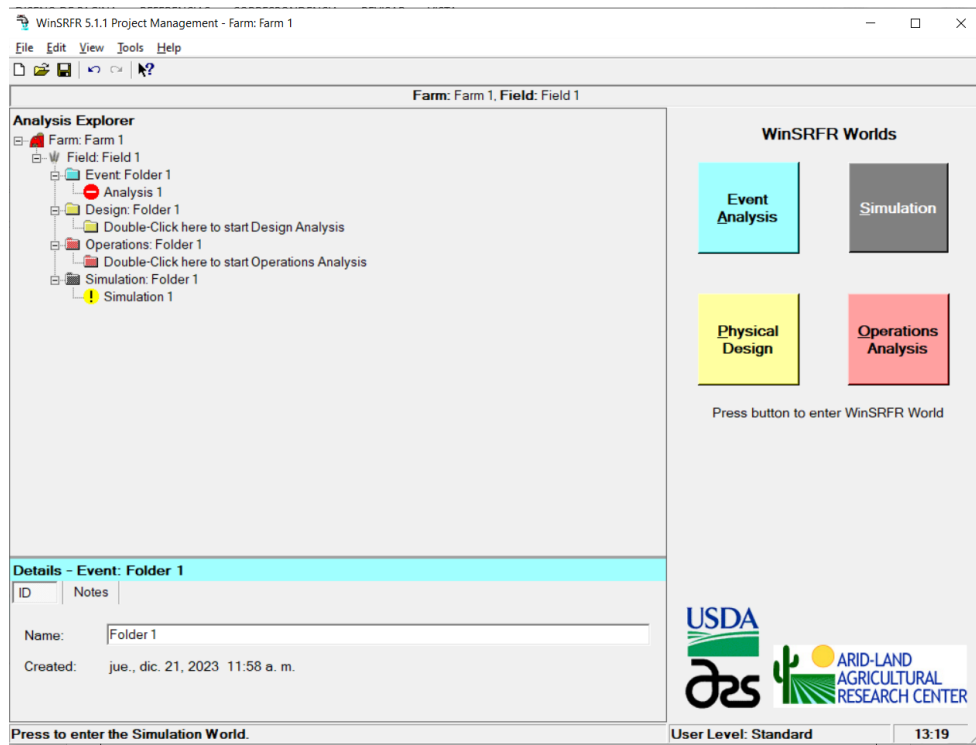 WinSRFR 5.1.1 Project Management - Farm: Farm 1
File Edit View Tools Help
Farm: Farm 1, Field: Field 1
Analysis Explorer
Farm: Farm 1
Field: Field 1
Event: Folder 1
Analysis 1
Design: Folder 1
Double-Click here to start Design Analysis
Operations: Folder 1
Double-Click here to start Operations Analysis
Simulation: Folder 1
Simulation 1
WinSRFR Worlds
Event
Analysis
Simulation
Physical
Design
Operations
Analysis
Press button to enter WinSRFR World
Details - Event: Folder 1
ID Notes
Name: Folder 1
Created: jue., dic. 21, 2023 11:58 a. m.
USDA
ars
ARID-LAND
AGRICULTURAL
RESEARCH CENTER
Press to enter the Simulation World.
User Level: Standard
13:19